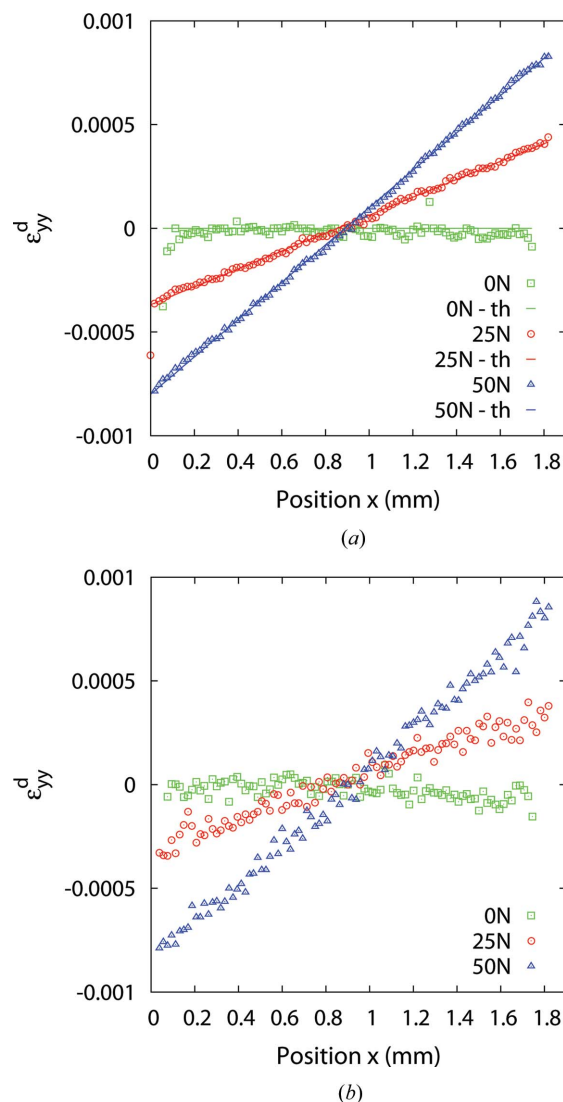 0.001
0.0005
0
-0.0005
-0.001
ε^d_yy
0N
0N - th
25N
25N - th
50N
50N - th
0 0.2 0.4 0.6 0.8 1 1.2 1.4 1.6 1.8
Position x (mm)
(a)
0.001
0.0005
0
-0.0005
-0.001
ε^d_yy
0N
25N
50N
0 0.2 0.4 0.6 0.8 1 1.2 1.4 1.6 1.8
Position x (mm)
(b)